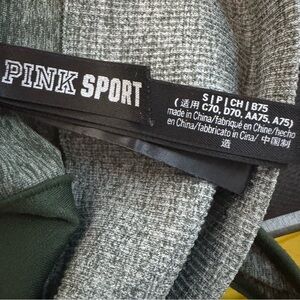 PINK SPORT
S | P | CH | B75
(适用 C70, D70, AA75, A75)
made in China/fabriqué en Chine/hecho
en China/fabbricato in Cina/ 中国制
造